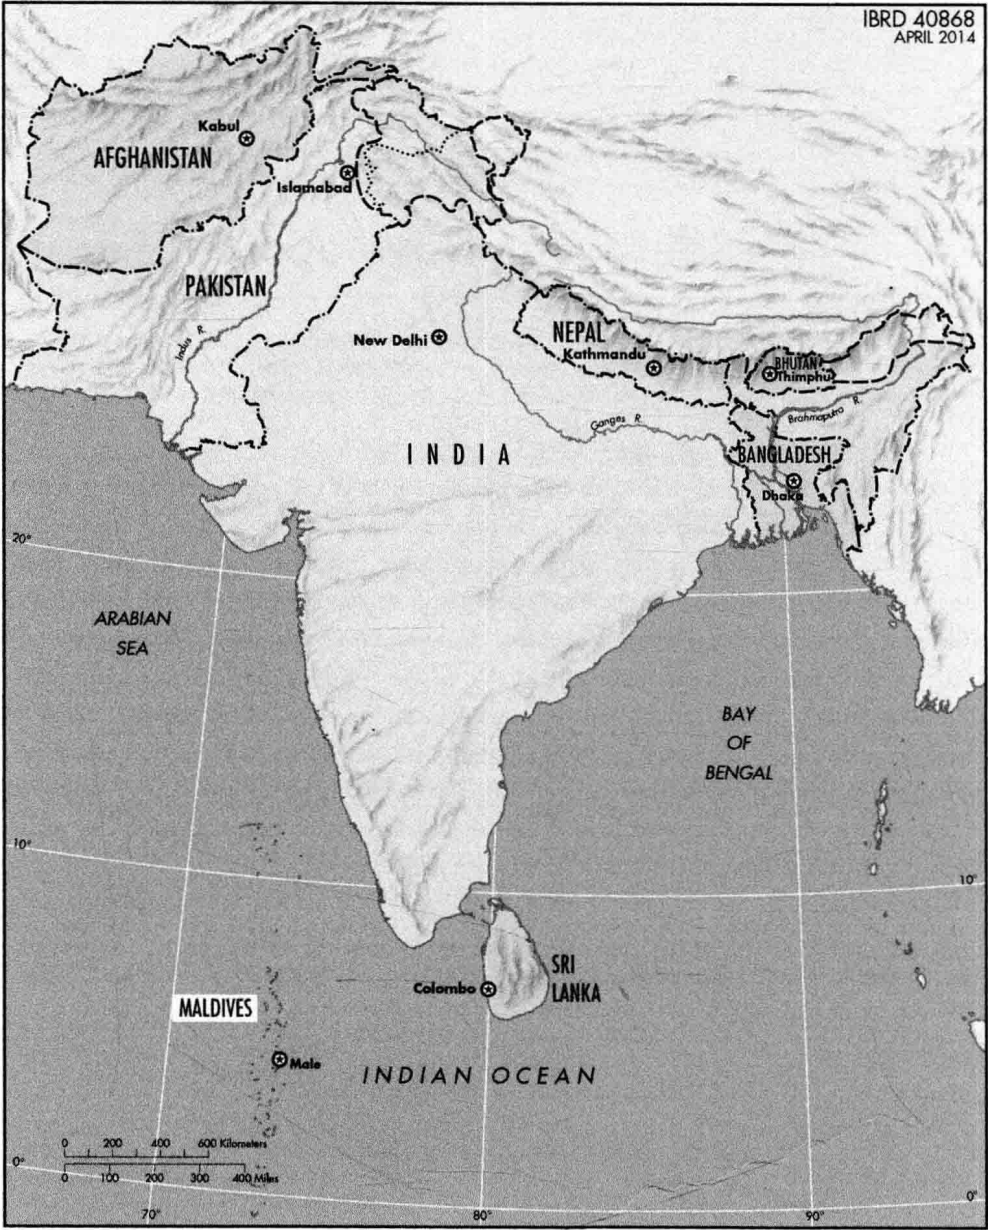 IBRD 40868
APRIL 2014
Kabul
AFGHANISTAN
Islamabad
PAKISTAN
Indus R.
New Delhi
NEPAL
Kathmandu
BHUTAN
Thimphu
Brahmaputra R.
Ganges R.
INDIA
BANGLADESH
Dhaka
20°
ARABIAN
SEA
BAY
OF
BENGAL
10°
10°
SRI
LANKA
Colombo
MALDIVES
Male
INDIAN OCEAN
0 200 400 600 Kilometers
0 100 200 300 400 Miles
0°
0°
70°
80°
90°